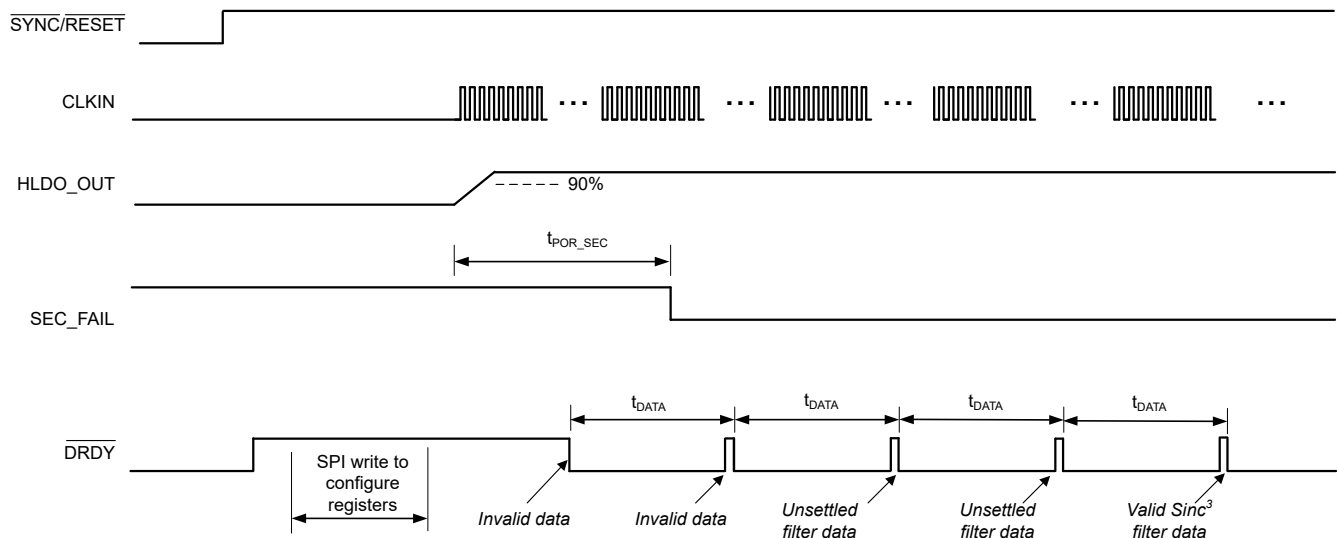 SYNC/RESET
CLKIN
... ... ... ... ...
HLDO_OUT
90%
tPOR_SEC
SEC_FAIL
tDATA tDATA tDATA tDATA
DRDY
SPI write to
configure
registers
Invalid data
Invalid data
Unsettled
filter data
Unsettled
filter data
Valid Sinc³
filter data